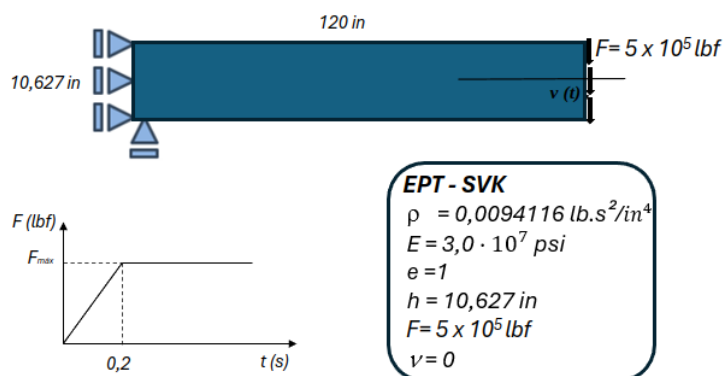 120 in
F= 5 x 10⁵ lbf
10,627 in
v (t)
EPT - SVK
ρ = 0,0094116 lb.s²/in⁴
E = 3,0 · 10⁷ psi
e =1
h = 10,627 in
F= 5 x 10⁵ lbf
ν= 0
F (lbf)
Fmáx
0,2
t (s)